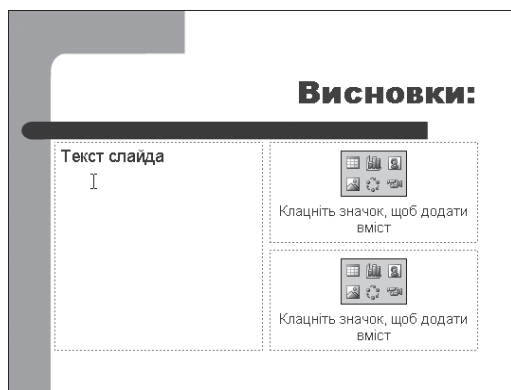 Висновки:
Текст слайда
Клацніть значок, щоб додати
вміст
Клацніть значок, щоб додати
вміст